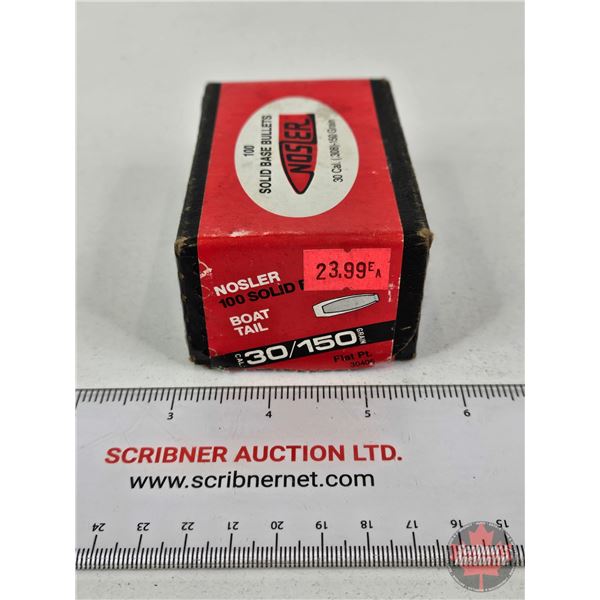 100
SOLID BASE BULLETS
NOSLER
30 Cal. (.308)-150 Grain
23.99 E/A
NOSLER
100 SOLID
BOAT
TAIL
CAL. 30/150 GRAIN
Flat Pt.
3 4 5 6
SCRIBNER AUCTION LTD.
www.scribnernet.com
24 23 22 21 20 19 18 17 16 15